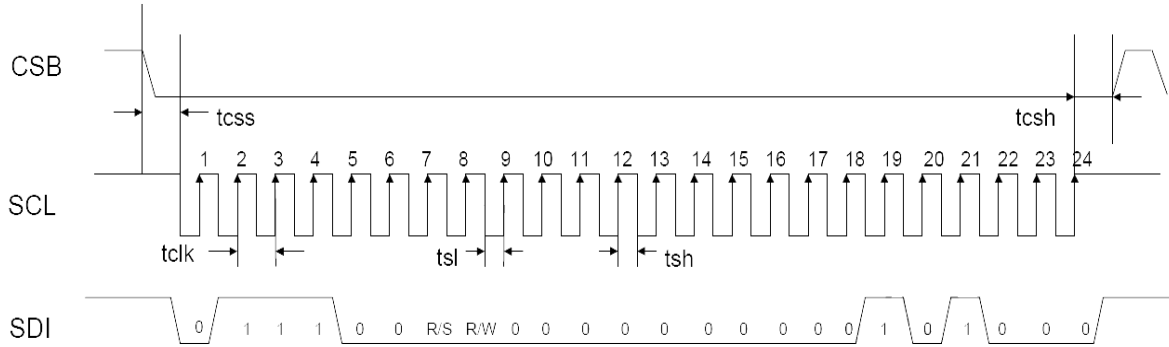 CSB
tcss
tcsh
1 2 3 4 5 6 7 8 9 10 11 12 13 14 15 16 17 18 19 20 21 22 23 24
SCL
tclk
tsl
tsh
SDI
0 1 1 1 0 0 R/S R/W 0 0 0 0 0 0 0 0 0 0 1 0 1 0 0 0